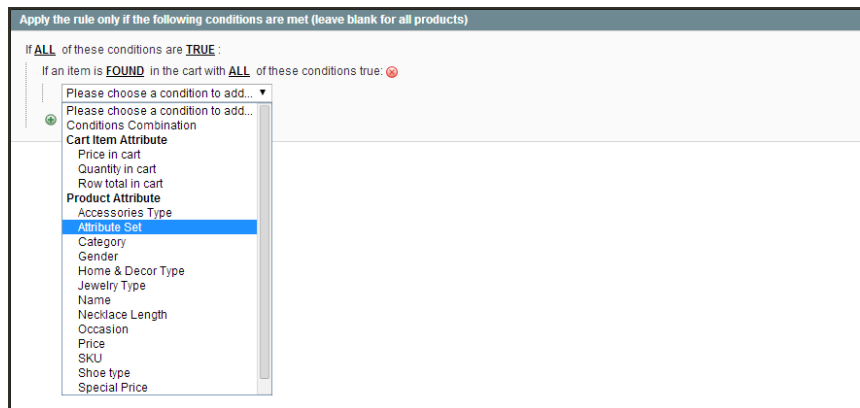 Apply the rule only if the following conditions are met (leave blank for all products)
If ALL of these conditions are TRUE :
If an item is FOUND in the cart with ALL of these conditions true:
Please choose a condition to add...
Please choose a condition to add...
Conditions Combination
Cart Item Attribute
Price in cart
Quantity in cart
Row total in cart
Product Attribute
Accessories Type
Attribute Set
Category
Gender
Home & Decor Type
Jewelry Type
Name
Necklace Length
Occasion
Price
SKU
Shoe type
Special Price